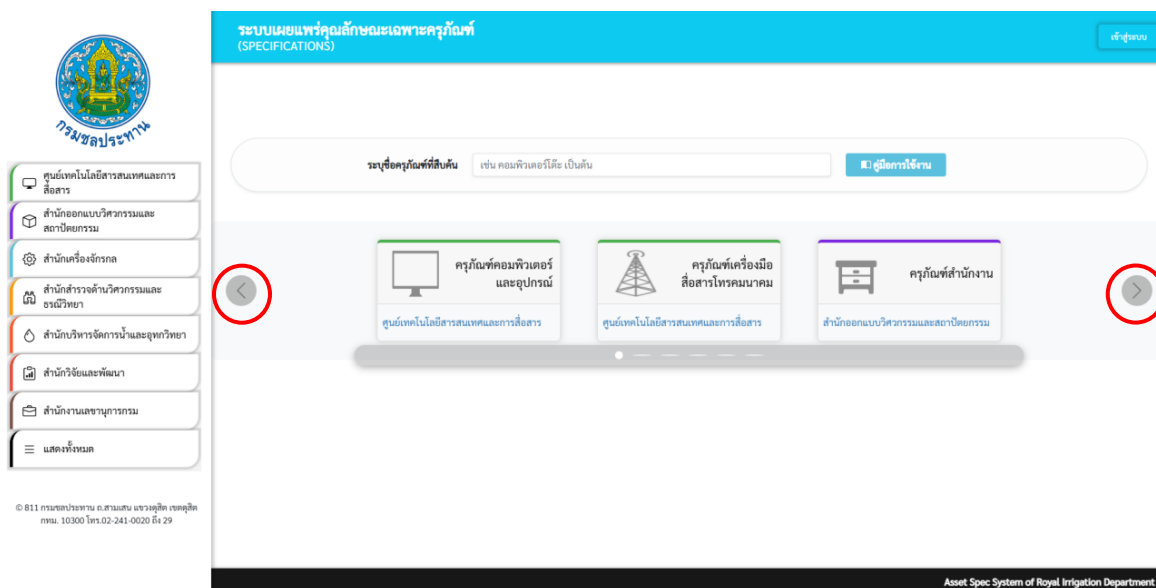 ระบบเผยแพร่คุณลักษณะเฉพาะครุภัณฑ์
(SPECIFICATIONS)
เข้าสู่ระบบ
กรมชลประทาน
ระบุชื่อครุภัณฑ์ที่สืบค้น
เช่น คอมพิวเตอร์โต๊ะ เป็นต้น
คู่มือการใช้งาน
ศูนย์เทคโนโลยีสารสนเทศและการ
สื่อสาร
สำนักออกแบบวิศวกรรมและ
สถาปัตยกรรม
สำนักเครื่องจักรกล
สำนักสำรวจด้านวิศวกรรมและ
ธรณีวิทยา
สำนักบริหารจัดการน้ำและอุทกวิทยา
สำนักวิจัยและพัฒนา
สำนักงานเลขานุการกรม
แสดงทั้งหมด
© 811 กรมชลประทาน ถ.สามเสน แขวงดุสิต เขตดุสิต
กทม. 10300 โทร.02-241-0020 ถึง 29
ครุภัณฑ์คอมพิวเตอร์
และอุปกรณ์
ศูนย์เทคโนโลยีสารสนเทศและการสื่อสาร
ครุภัณฑ์เครื่องมือ
สื่อสารโทรคมนาคม
ศูนย์เทคโนโลยีสารสนเทศและการสื่อสาร
ครุภัณฑ์สำนักงาน
สำนักออกแบบวิศวกรรมและสถาปัตยกรรม
Asset Spec System of Royal Irrigation Department